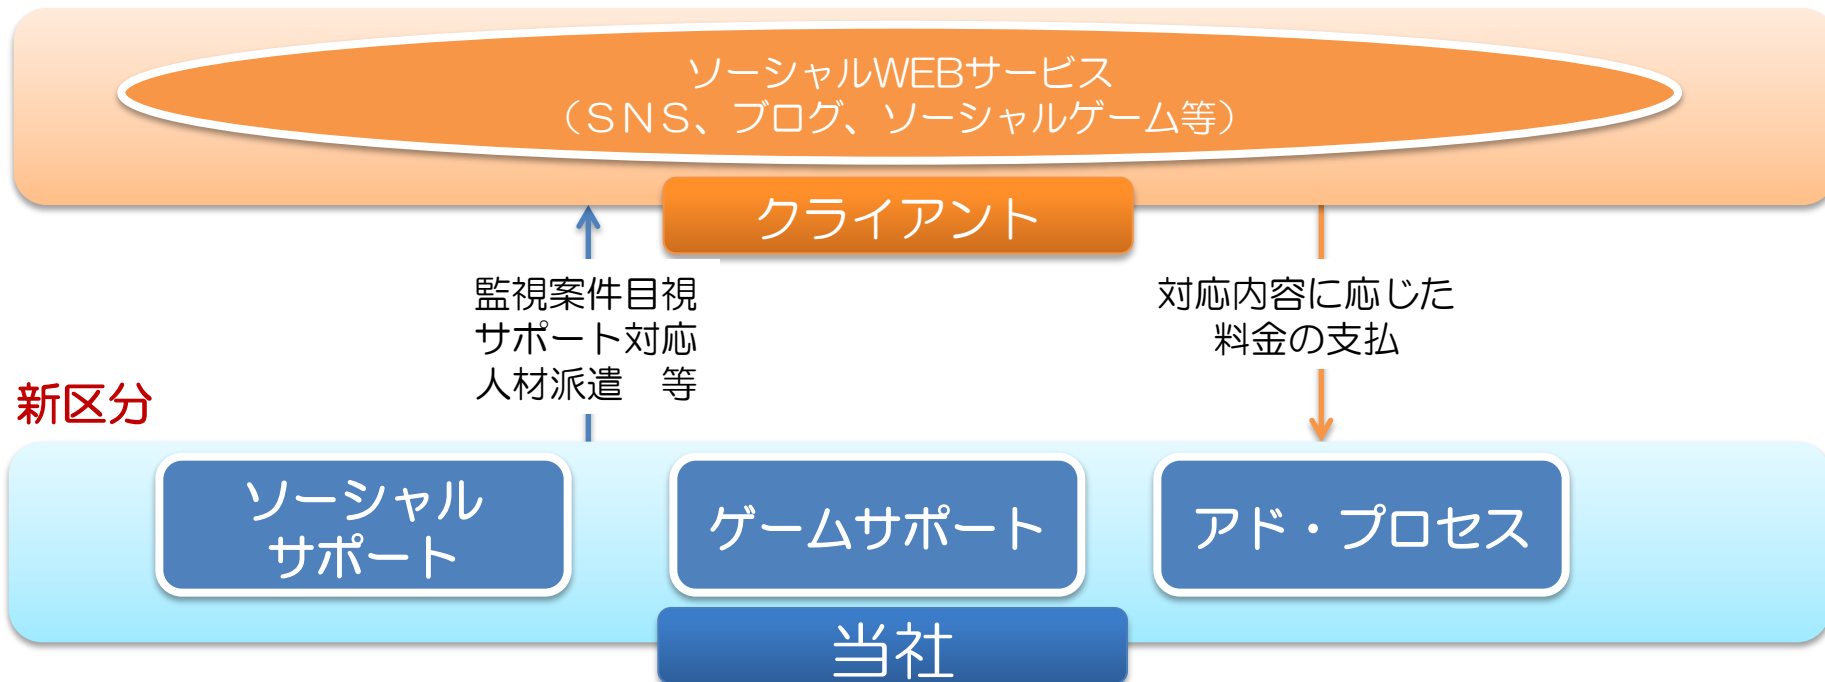 ソーシャルWEBサービス
（ＳＮＳ、ブログ、ソーシャルゲーム等）
クライアント
監視案件目視
サポート対応
人材派遣　等
対応内容に応じた
料金の支払
新区分
ソーシャル
サポート
ゲームサポート
アド・プロセス
当社